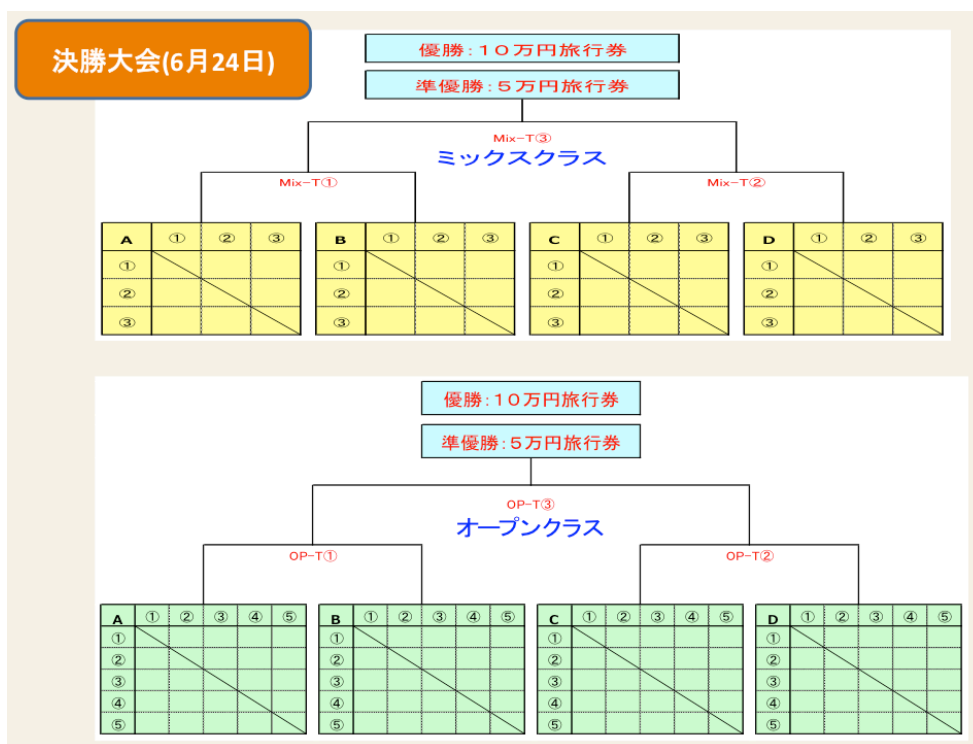 決勝大会(6月24日)
優勝:10万円旅行券
準優勝:5万円旅行券
Mix-T③
ミックスクラス
Mix-T① Mix-T②
A ① ② ③ B ① ② ③ C ① ② ③ D ① ② ③
① ① ① ①
② ② ② ②
③ ③ ③ ③
優勝:10万円旅行券
準優勝:5万円旅行券
OP-T③
オープンクラス
OP-T① OP-T②
A ① ② ③ ④ ⑤ B ① ② ③ ④ ⑤ C ① ② ③ ④ ⑤ D ① ② ③ ④ ⑤
① ① ① ①
② ② ② ②
③ ③ ③ ③
④ ④ ④ ④
⑤ ⑤ ⑤ ⑤